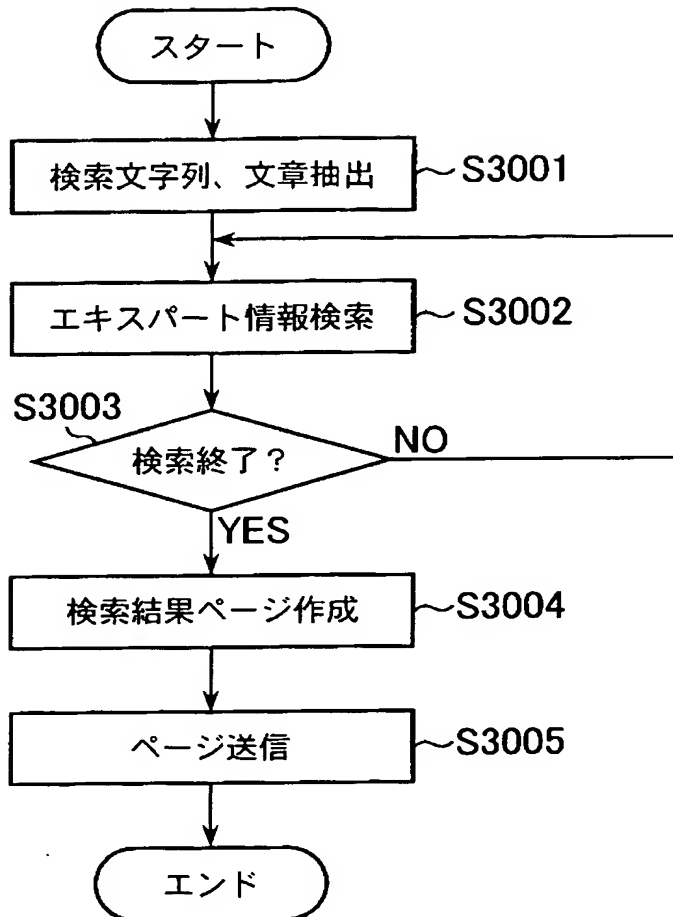 スタート
検索文字列、文章抽出
S3001
エキスパート情報検索
S3002
S3003
検索終了？
NO
YES
検索結果ページ作成
S3004
ページ送信
S3005
エンド